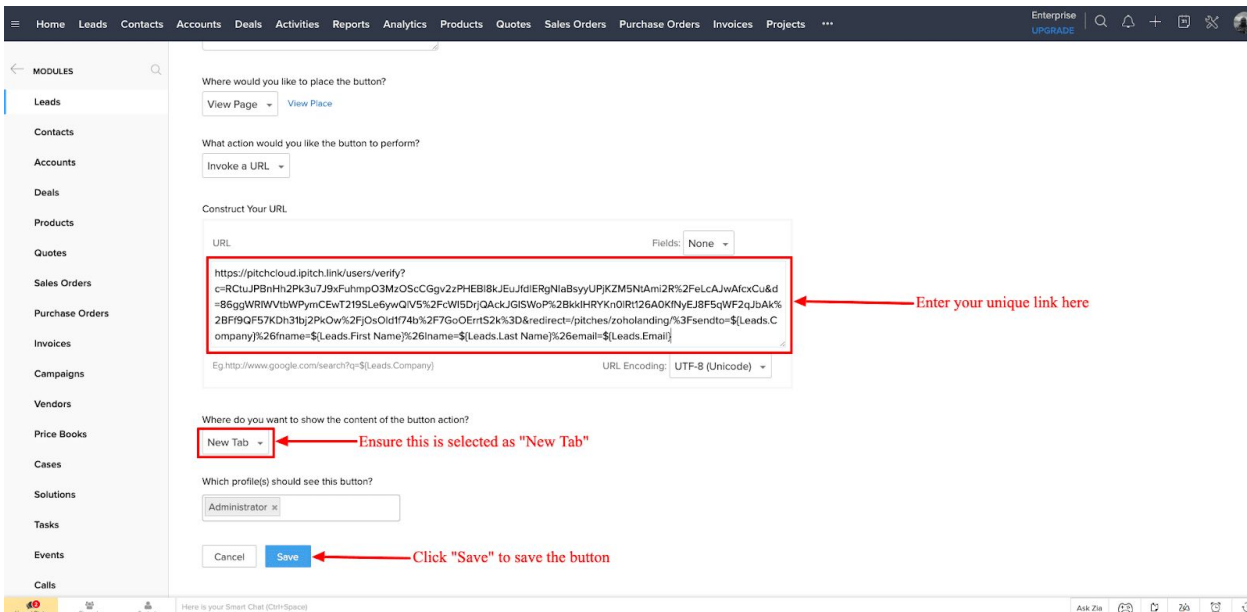 Home Leads Contacts Accounts Deals Activities Reports Analytics Products Quotes Sales Orders Purchase Orders Invoices Projects •••
Enterprise
UPGRADE
MODULES
Leads
Contacts
Accounts
Deals
Products
Quotes
Sales Orders
Purchase Orders
Invoices
Campaigns
Vendors
Price Books
Cases
Solutions
Tasks
Events
Calls
Where would you like to place the button?
View Page View Place
What action would you like the button to perform?
Invoke a URL
Construct Your URL
URL Fields: None
https://pitchcloud.ipitch.link/users/verify?
c=RCtuJPBnHh2Pk3u7J9xFuhmpO3MzOScCGgv2zPHEBl8kJEuJfdIERgNlaBsyyUPjKZM5NtAmi2R%2FeLcAJwAfcxCu&d
=86ggWRlWVtbWPymCEwT219SLe6ywQlV5%2FcWl5DrjQAckJGlSWoP%2BkklHRYKn0lRt126A0KfNyEJ8F5qWF2qJbAk%
2BFf9QF57KDh31bj2PkOw%2FjOsOld1f74b%2F7GoOErrtS2k%3D&redirect=/pitches/zoholanding/%3Fsendto=${Leads.C
ompany}%26fname=${Leads.First Name}%26lname=${Leads.Last Name}%26email=${Leads.Email}
Enter your unique link here
Eg.http://www.google.com/search?q=${Leads.Company}
URL Encoding: UTF-8 (Unicode)
Where do you want to show the content of the button action?
New Tab
Ensure this is selected as "New Tab"
Which profile(s) should see this button?
Administrator ×
Cancel Save
Click "Save" to save the button
Here is your Smart Chat (Ctrl+Space)
Ask Zia